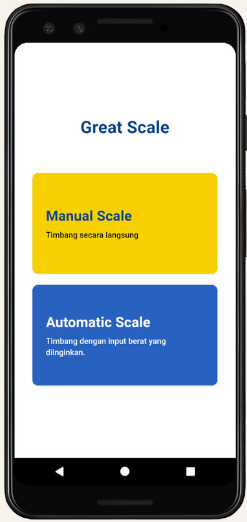 Great Scale
Manual Scale
Timbang secara langsung
Automatic Scale
Timbang dengan input berat yang
diinginkan.